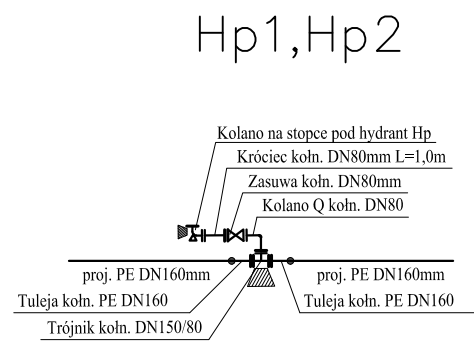 Hp1,Hp2
Kolano na stopce pod hydrant Hp
Króciec kołn. DN80mm L=1,0m
Zasuwa kołn. DN80mm
Kolano Q kołn. DN80
proj. PE DN160mm
proj. PE DN160mm
Tuleja kołn. PE DN160
Tuleja kołn. PE DN160
Trójnik kołn. DN150/80